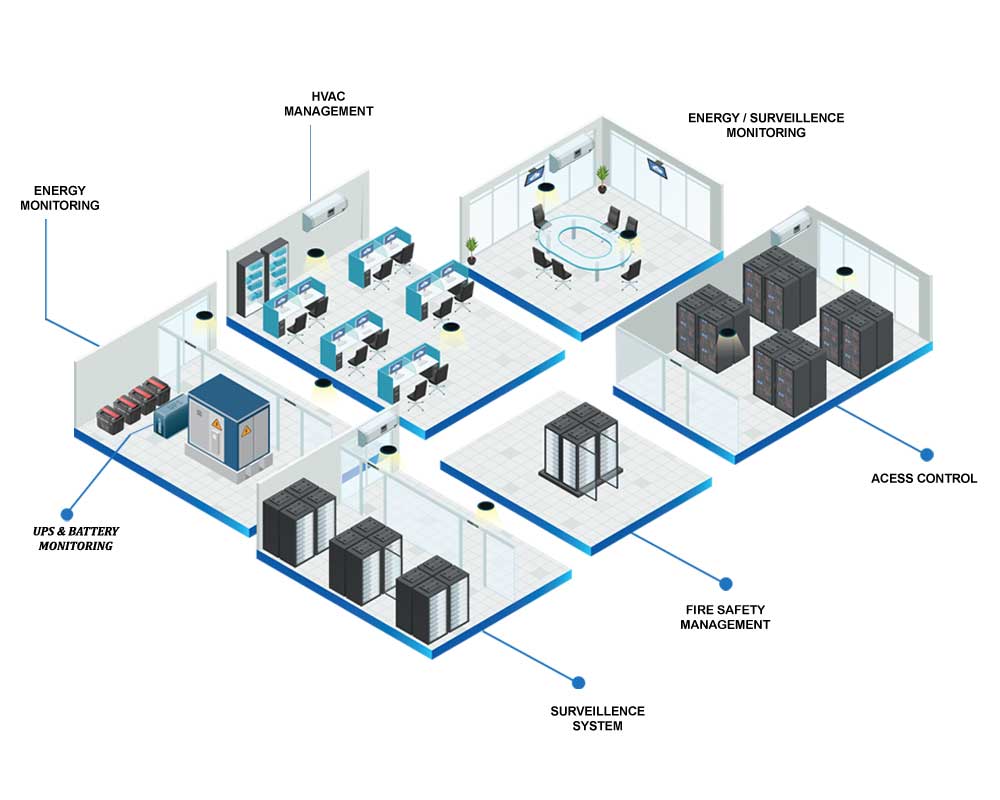 HVAC
MANAGEMENT
ENERGY / SURVEILLENCE
MONITORING
ENERGY
MONITORING
ACESS CONTROL
UPS & BATTERY
MONITORING
FIRE SAFETY
MANAGEMENT
SURVEILLENCE
SYSTEM